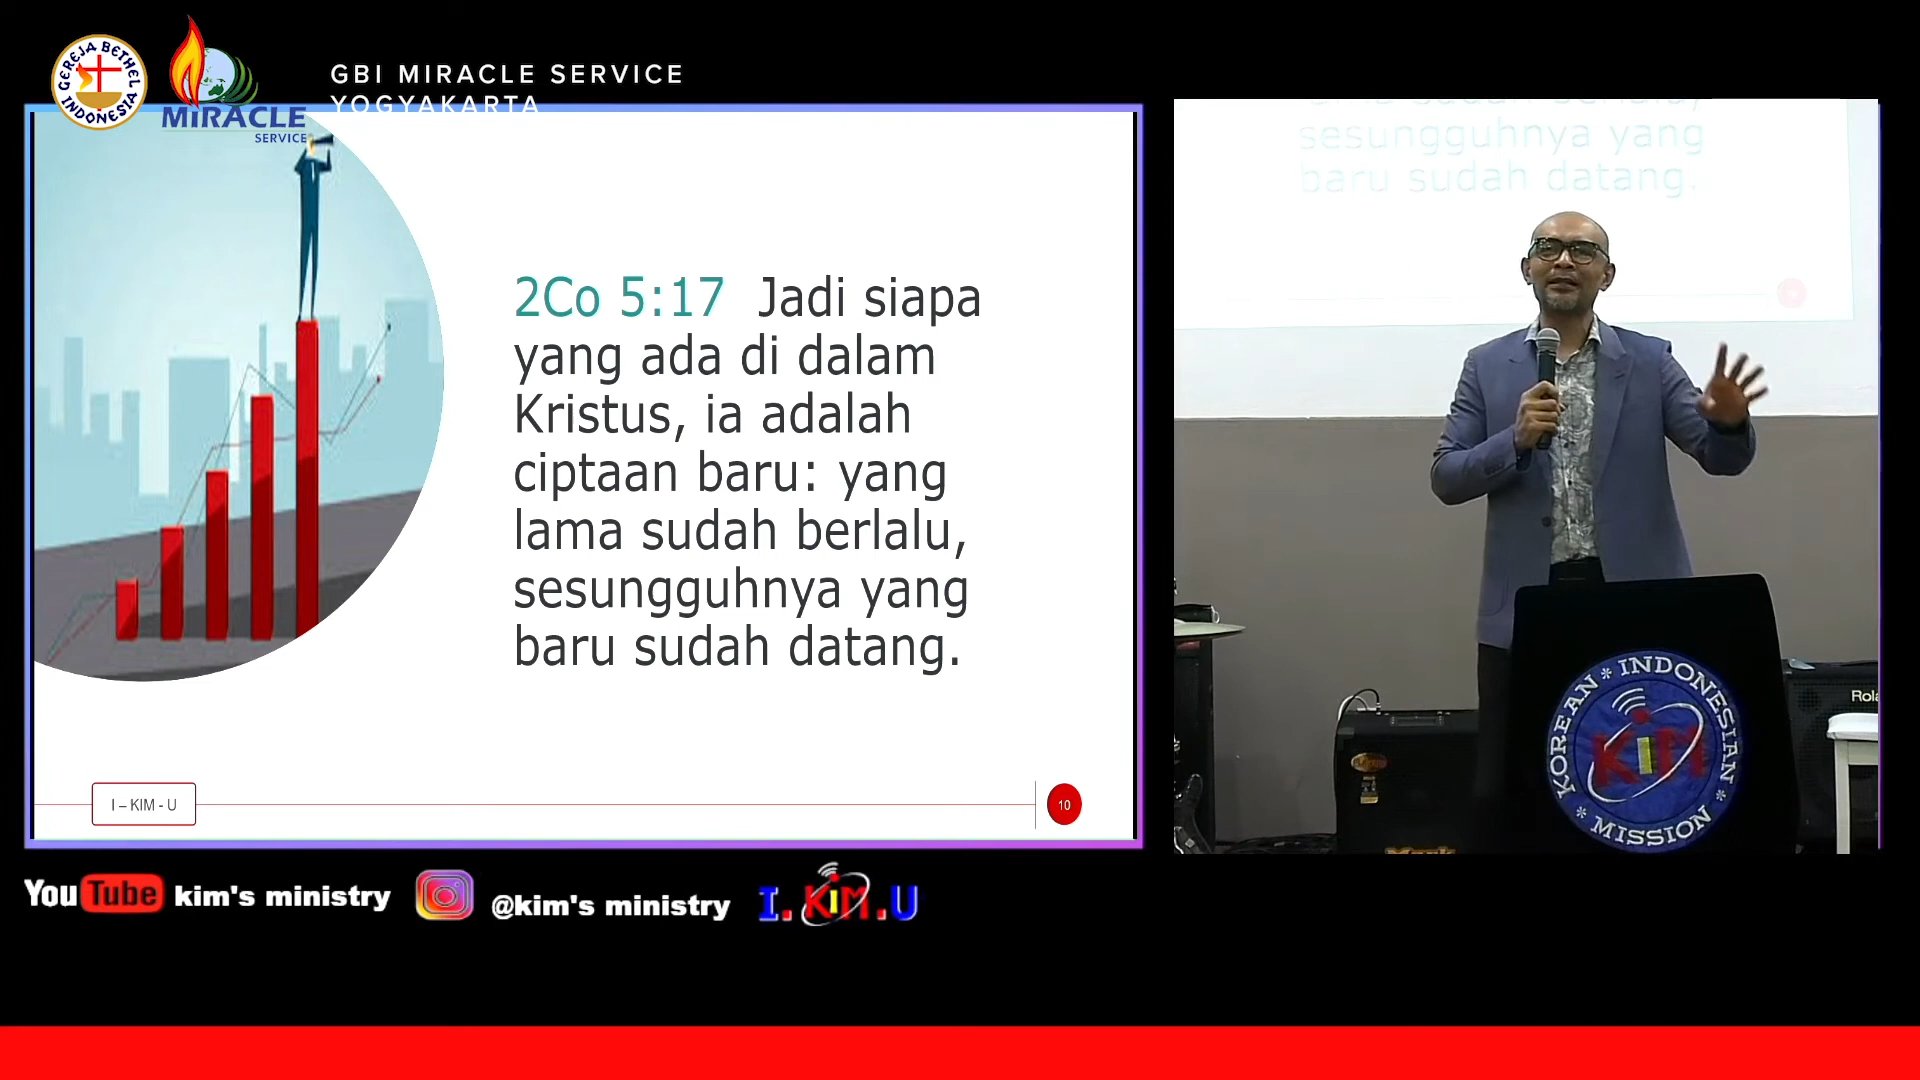 GEREJA BETHEL INDONESIA
MIRACLE
SERVICE
GBI MIRACLE SERVICE
YOGYAKARTA
2Co 5:17 Jadi siapa
yang ada di dalam
Kristus, ia adalah
ciptaan baru: yang
lama sudah berlalu,
sesungguhnya yang
baru sudah datang.
I – KIM - U
10
sesungguhnya yang
baru sudah datang.
KOREAN * INDONESIAN * MISSION *
KiM
YouTube kim's ministry
@kim's ministry
I.KiM.U